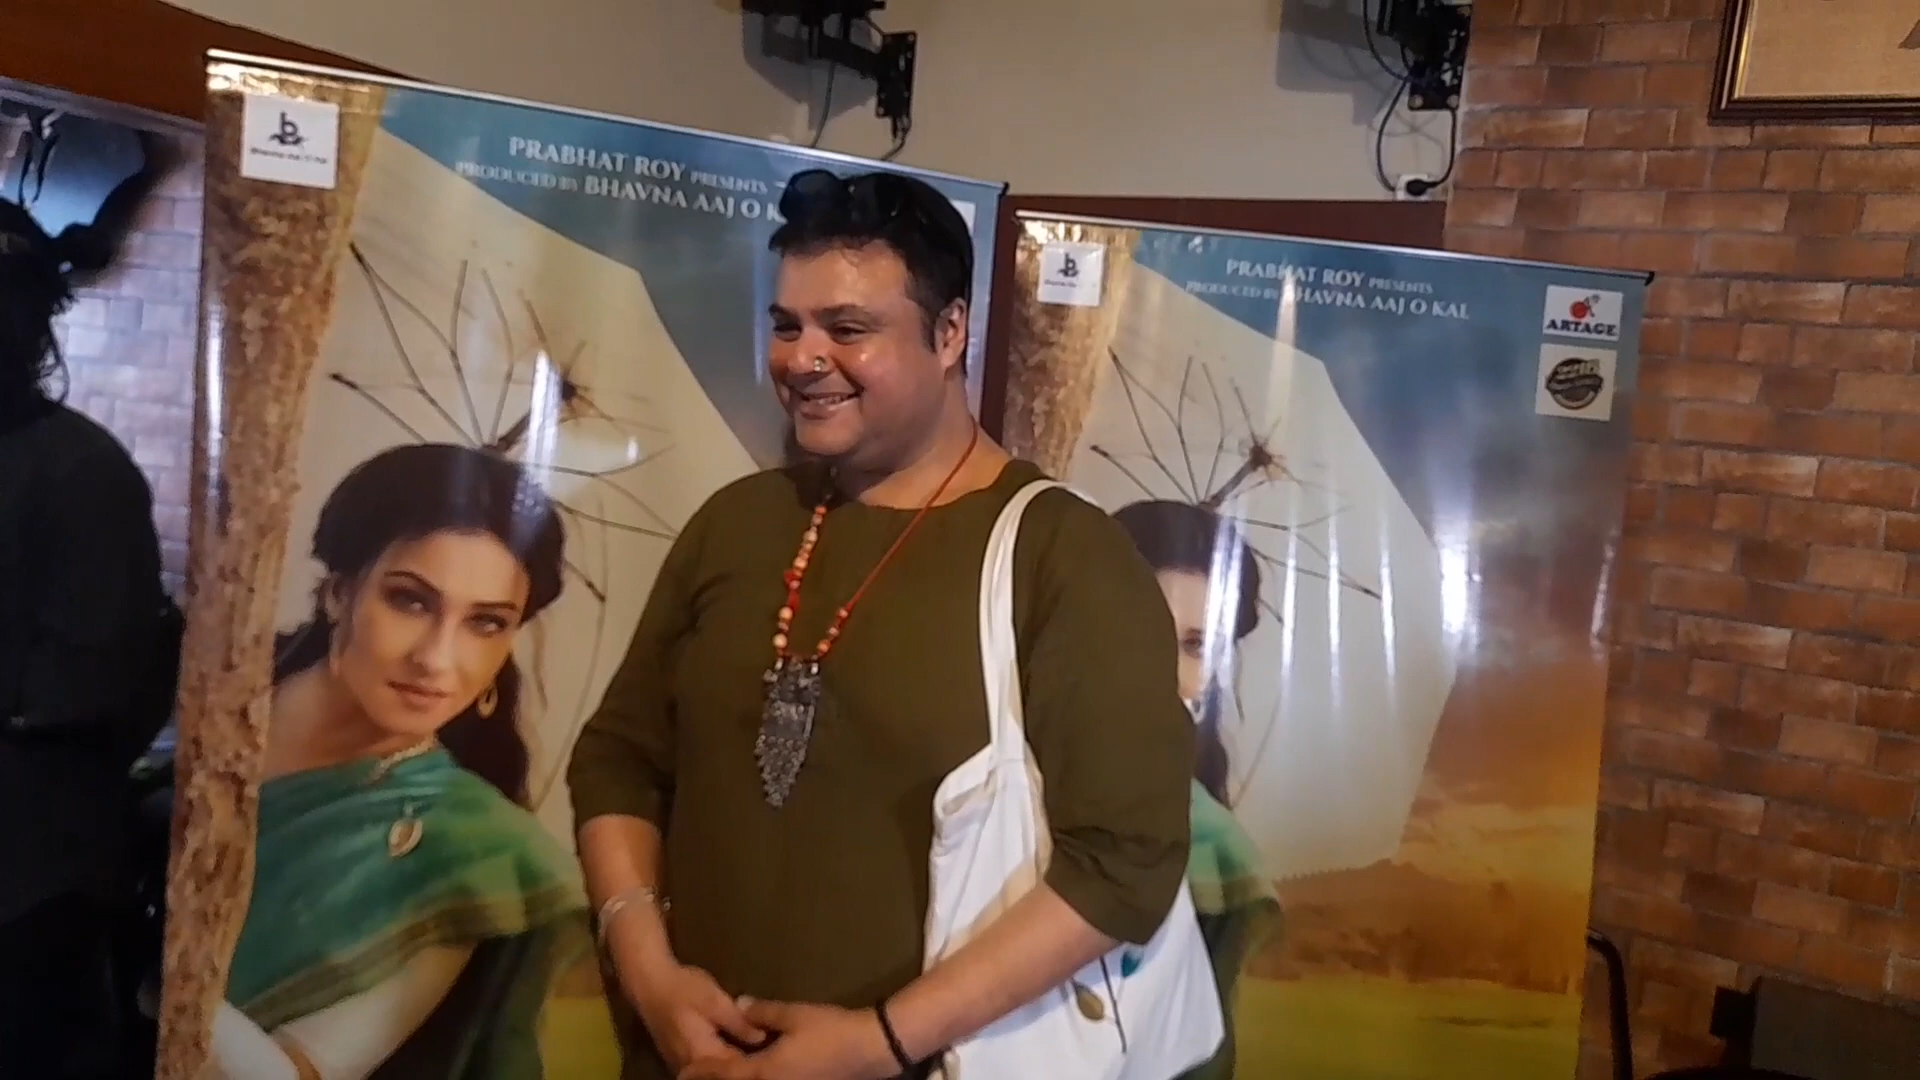 PRABHAT ROY PRESENTS
PRODUCED BY BHAVNA AAJ O K
PRABHAT ROY PRESENTS
PRODUCED BY BHAVNA AAJ O KAL
ARTAGE